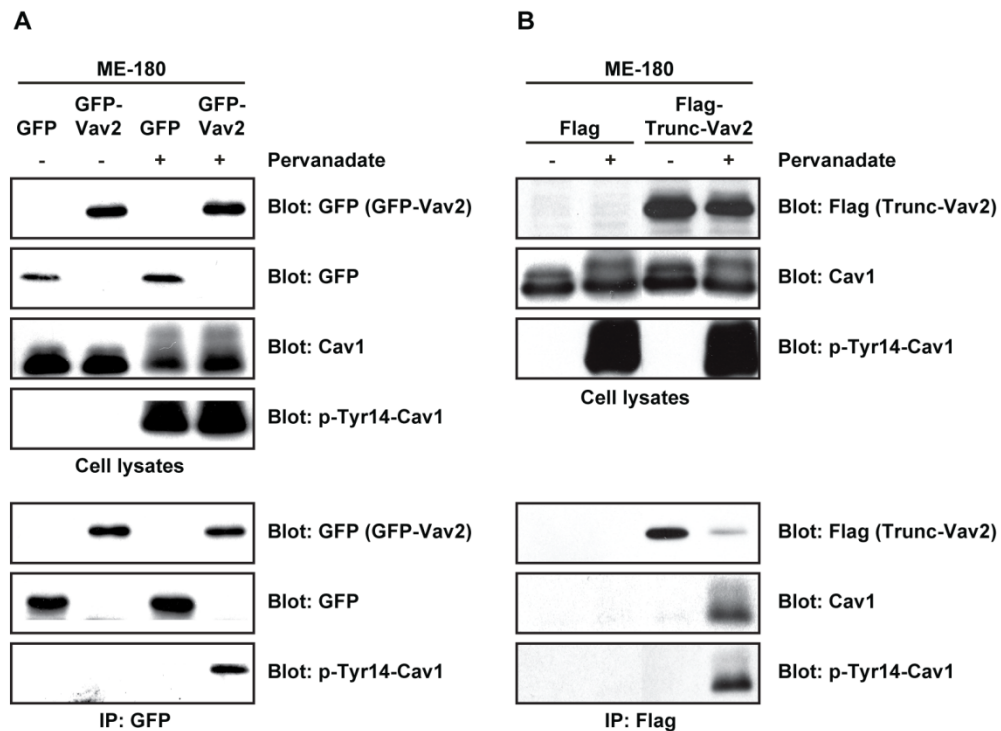 A
ME-180
GFP GFP-Vav2 GFP GFP-Vav2
- - + + Pervanadate
Blot: GFP (GFP-Vav2)
Blot: GFP
Blot: Cav1
Blot: p-Tyr14-Cav1
Cell lysates
Blot: GFP (GFP-Vav2)
Blot: GFP
Blot: p-Tyr14-Cav1
IP: GFP
B
ME-180
Flag Flag-Trunc-Vav2
- + - + Pervanadate
Blot: Flag (Trunc-Vav2)
Blot: Cav1
Blot: p-Tyr14-Cav1
Cell lysates
Blot: Flag (Trunc-Vav2)
Blot: Cav1
Blot: p-Tyr14-Cav1
IP: Flag